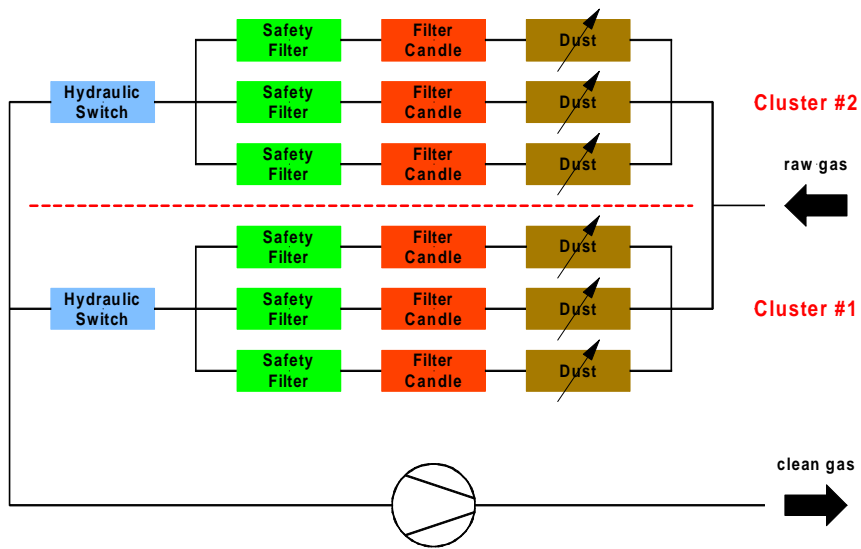 Safety
Filter
Filter
Candle
Dust
Hydraulic
Switch
Safety
Filter
Filter
Candle
Dust
Cluster #2
Safety
Filter
Filter
Candle
Dust
raw gas
Safety
Filter
Filter
Candle
Dust
Hydraulic
Switch
Safety
Filter
Filter
Candle
Dust
Cluster #1
Safety
Filter
Filter
Candle
Dust
clean gas